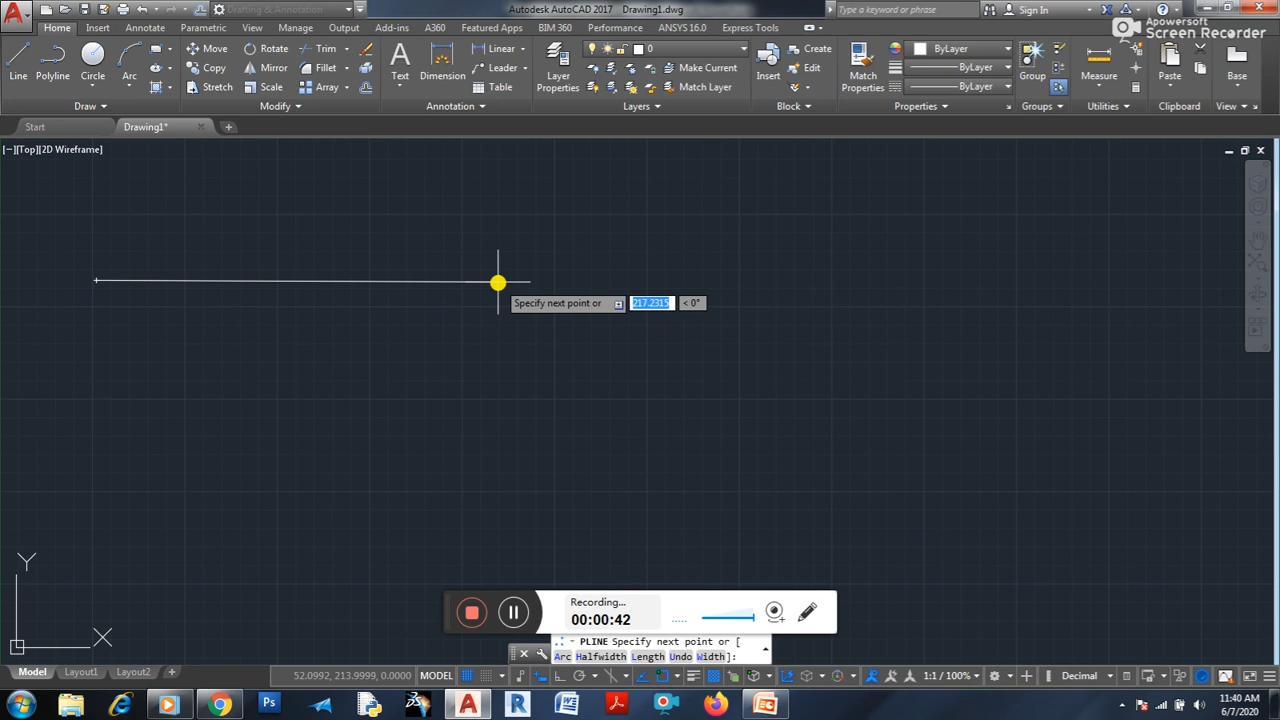 Drafting & Annotation
Autodesk AutoCAD 2017 Drawing1.dwg
Type a keyword or phrase
Sign In
Home Insert Annotate Parametric View Manage Output Add-ins A360 Featured Apps BIM 360 Performance ANSYS 16.0 Express Tools
Apowersoft
Screen Recorder
Line Polyline Circle Arc
Move Rotate Trim
Copy Mirror Fillet
Stretch Scale Array
Text Dimension
Linear
Leader
Table
Layer
Properties
0
Make Current
Match Layer
Insert
Create
Edit
Match
Properties
ByLayer
ByLayer
ByLayer
Group
Measure
Paste
Base
Draw Modify Annotation Layers Block Properties Groups Utilities Clipboard View
Start Drawing1*
[−][Top][2D Wireframe]
Specify next point or 217.2315 < 0°
Y
X
Recording...
00:00:42
PLINE Specify next point or [
Arc Halfwidth Length Undo Width]:
Model Layout1 Layout2
52.0992, 213.9999, 0.0000 MODEL
1:1 / 100% Decimal
11:40 AM
6/7/2020